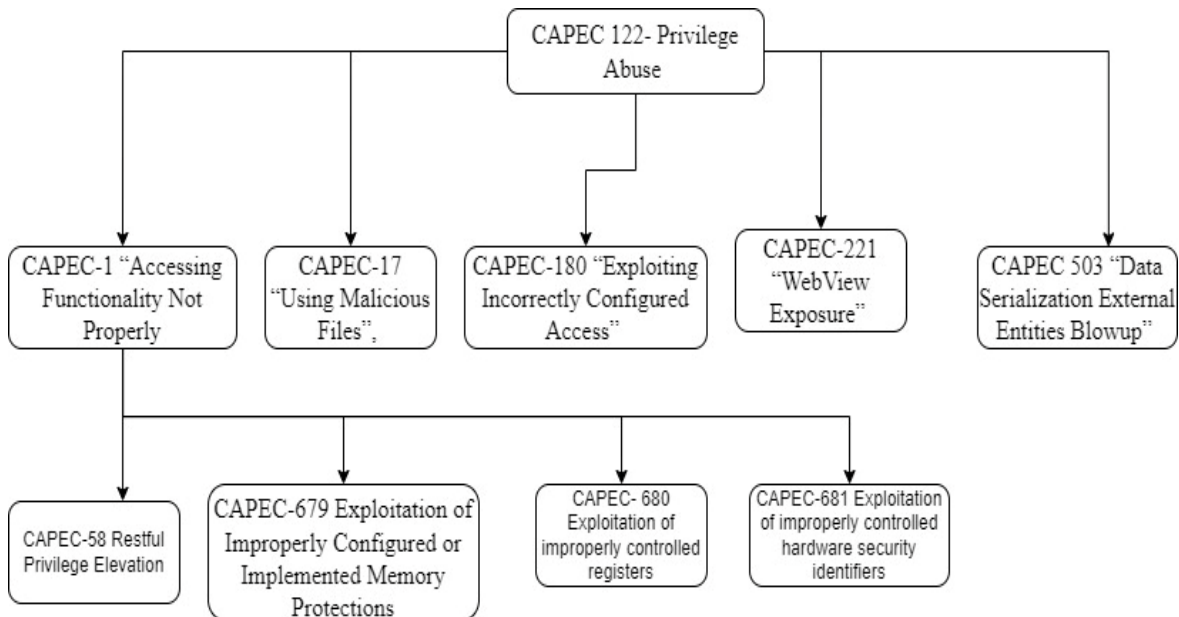 CAPEC 122- Privilege
Abuse
CAPEC-1 “Accessing
Functionality Not
Properly
CAPEC-17
“Using Malicious
Files”,
CAPEC-180 “Exploiting
Incorrectly Configured
Access”
CAPEC-221
“WebView
Exposure”
CAPEC 503 “Data
Serialization External
Entities Blowup”
CAPEC-58 Restful
Privilege Elevation
CAPEC-679 Exploitation of
Improperly Configured or
Implemented Memory
Protections
CAPEC- 680
Exploitation of
improperly controlled
registers
CAPEC-681 Exploitation
of improperly controlled
hardware security
identifiers